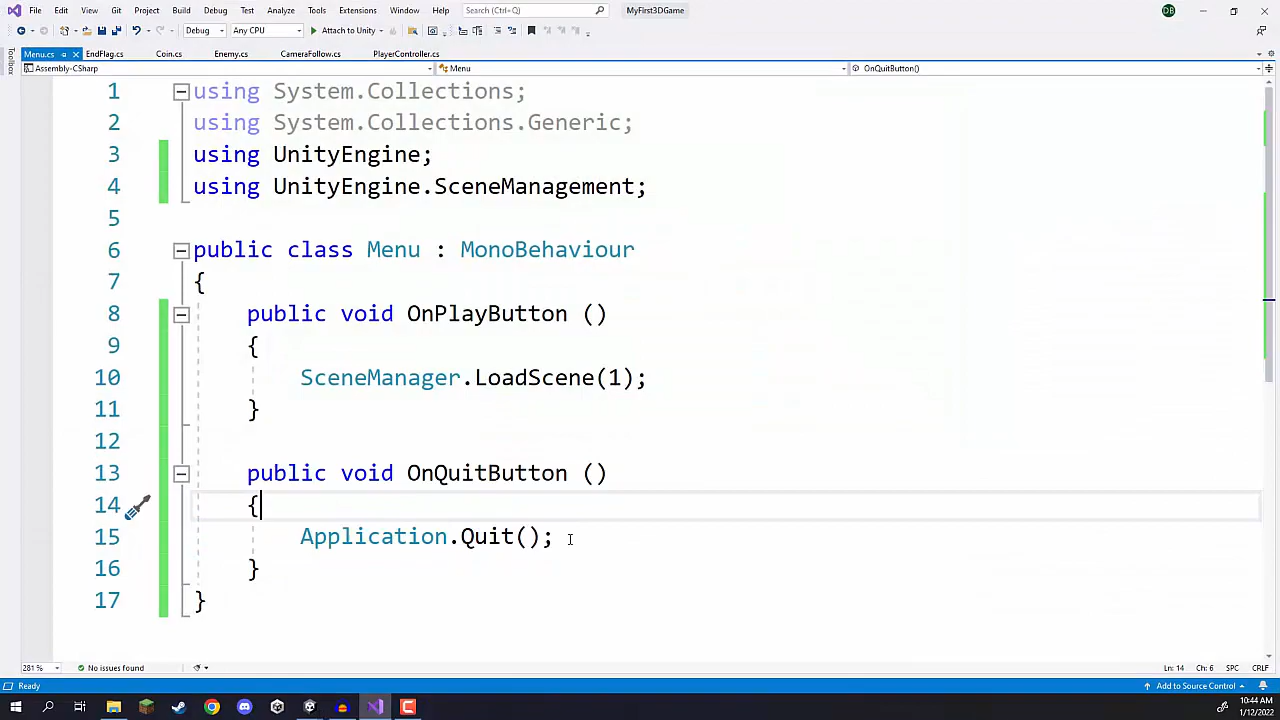 File Edit View Git Project Build Debug Test Analyze Tools Extensions Window Help Search (Ctrl+Q) MyFirst3DGame DB
Debug Any CPU Attach to Unity
Menu.cs EndFlag.cs Coin.cs Enemy.cs CameraFollow.cs PlayerController.cs
Toolbox
Assembly-CSharp Menu OnQuitButton()
1 using System.Collections;
2 using System.Collections.Generic;
3 using UnityEngine;
4 using UnityEngine.SceneManagement;
5
6 public class Menu : MonoBehaviour
7 {
8 public void OnPlayButton ()
9 {
10 SceneManager.LoadScene(1);
11 }
12
13 public void OnQuitButton ()
14 {
15 Application.Quit();
16 }
17 }
281 % No issues found Ln: 14 Ch: 6 SPC CRLF
Ready Add to Source Control
10:44 AM
1/12/2022